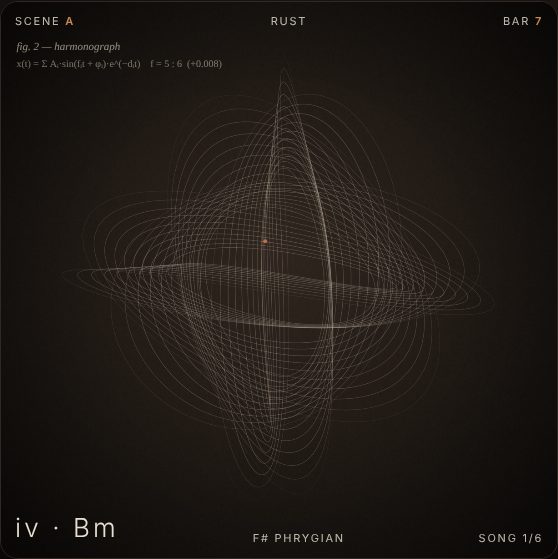 SCENE A
RUST
BAR 7
fig. 2 — harmonograph
x(t) = Σ Aᵢ·sin(fᵢt + φᵢ)·e^(−dᵢt)    f = 5 : 6  (+0.008)
iv · Bm
F# PHRYGIAN
SONG 1/6